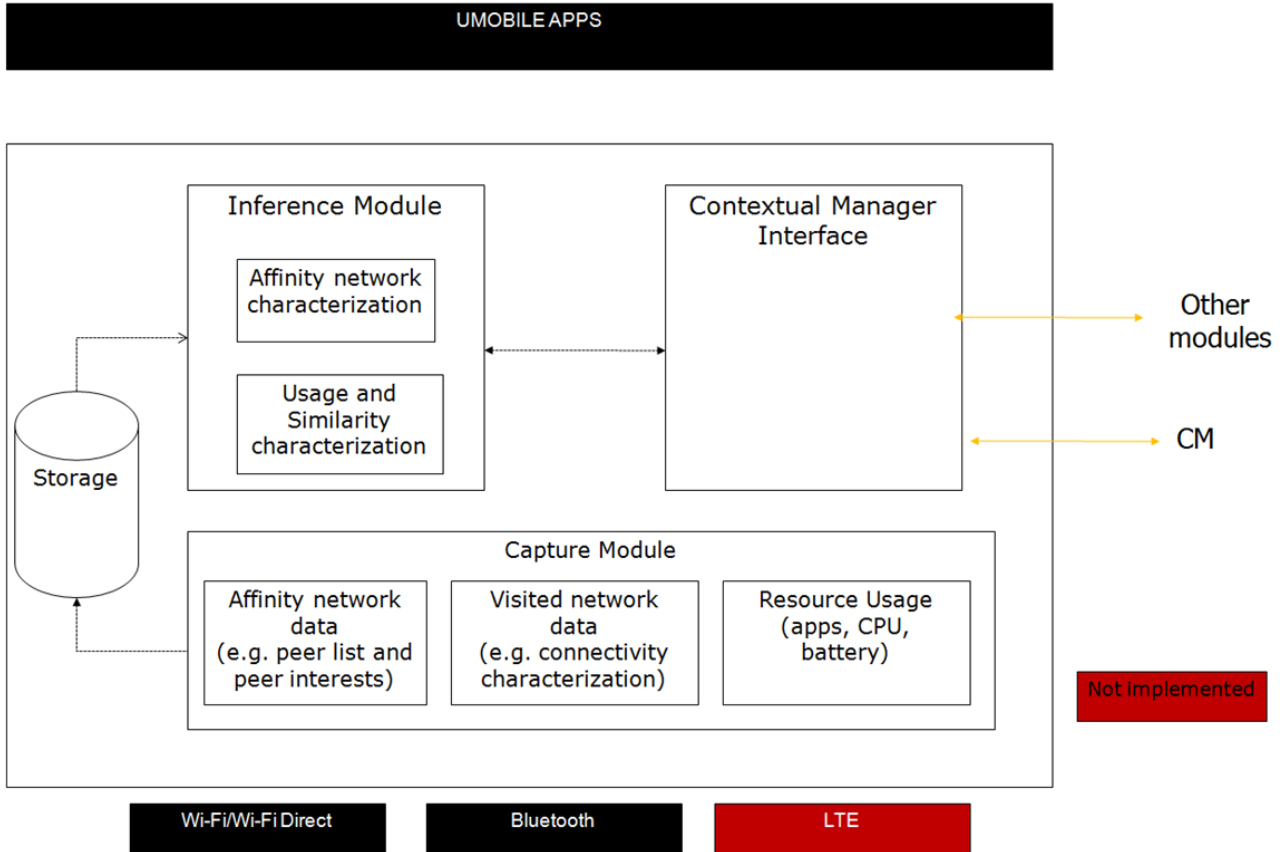 UMOBILE APPS
Inference Module
Affinity network
characterization
Usage and
Similarity
characterization
Contextual Manager
Interface
Other
modules
CM
Storage
Capture Module
Affinity network
data
(e.g. peer list and
peer interests)
Visited network
data
(e.g. connectivity
characterization)
Resource Usage
(apps, CPU,
battery)
Not implemented
Wi-Fi/Wi-Fi Direct
Bluetooth
LTE